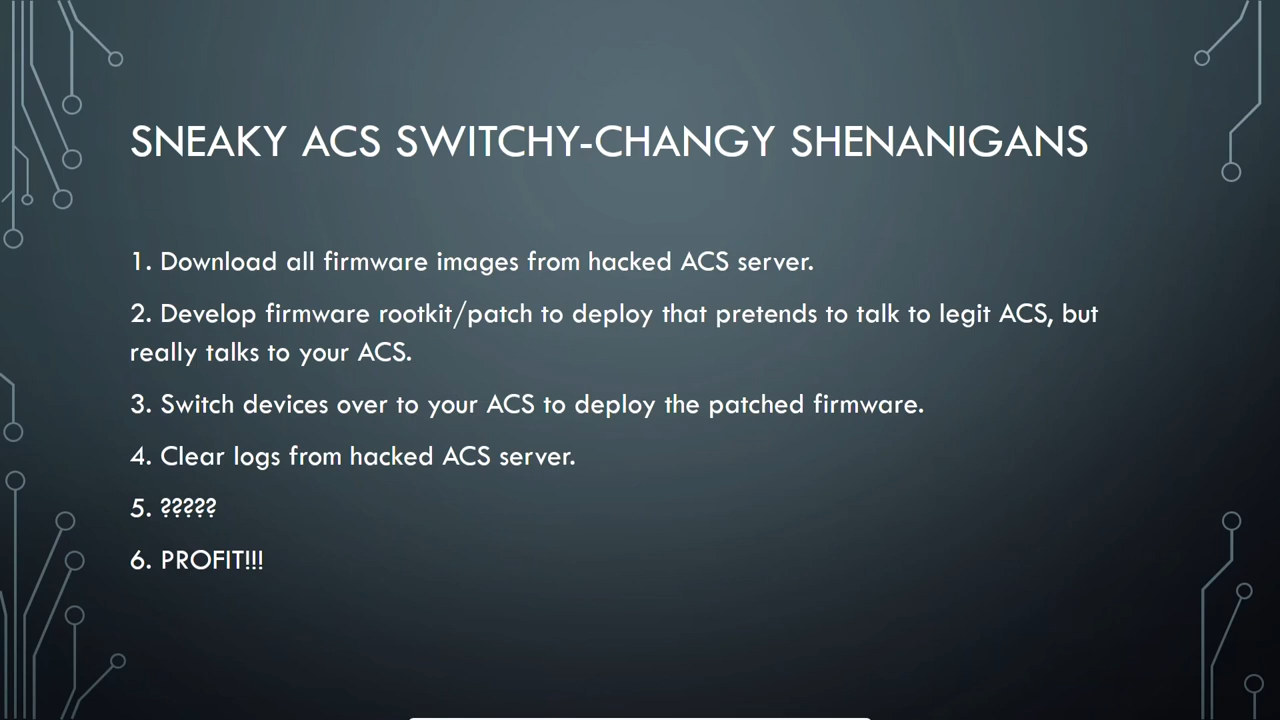 SNEAKY ACS SWITCHY-CHANGY SHENANIGANS
1. Download all firmware images from hacked ACS server.
2. Develop firmware rootkit/patch to deploy that pretends to talk to legit ACS, but
really talks to your ACS.
3. Switch devices over to your ACS to deploy the patched firmware.
4. Clear logs from hacked ACS server.
5. ?????
6. PROFIT!!!